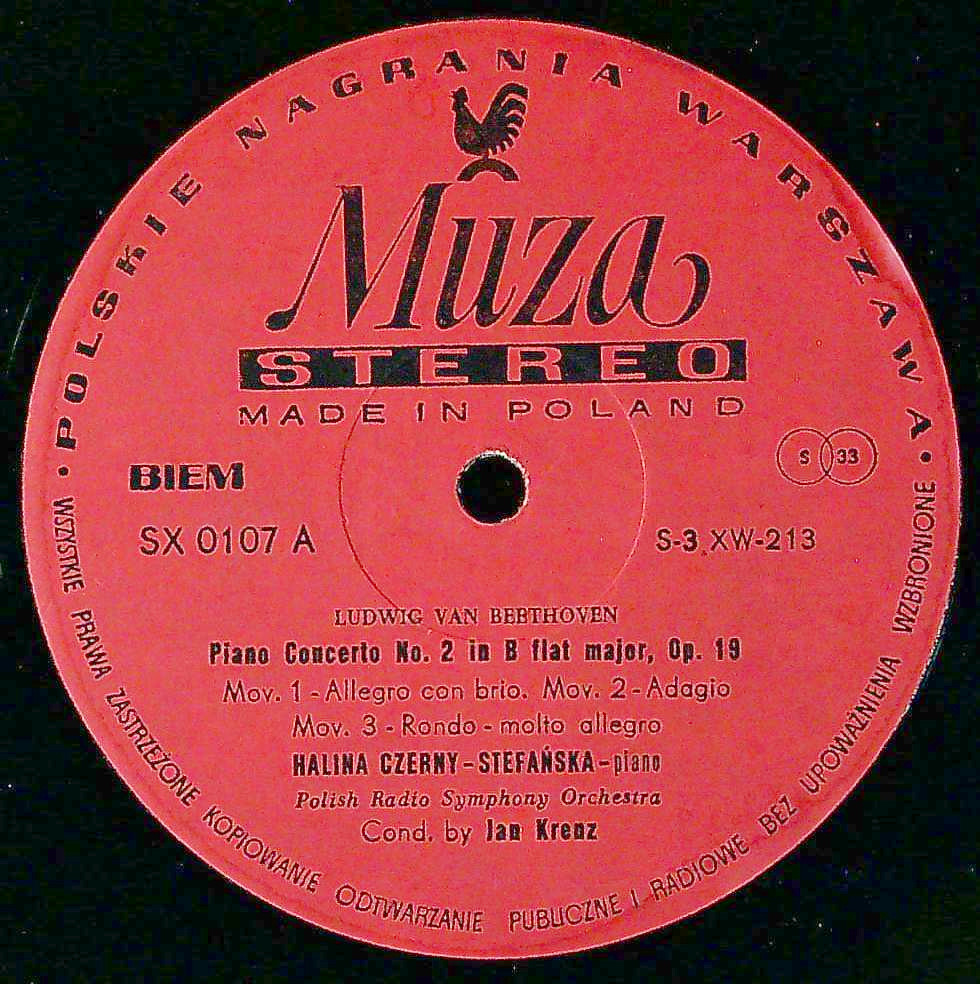 POLSKIE NAGRANIA WARSZAWA
Muza
STEREO
MADE IN POLAND
BIEM
S 33
SX 0107 A
S-3 XW-213
LUDWIG VAN BEETHOVEN
Piano Concerto No. 2 in B flat major, Op. 19
Mov. 1 - Allegro con brio. Mov. 2 - Adagio
Mov. 3 - Rondo - molto allegro
HALINA CZERNY-STEFAŃSKA - piano
Polish Radio Symphony Orchestra
Cond. by Jan Krenz
• WSZYSTKIE PRAWA ZASTRZEŻONE KOPIOWANIE ODTWARZANIE PUBLICZNE I RADIOWE BEZ UPOWAŻNIENIA WZBRONIONE •